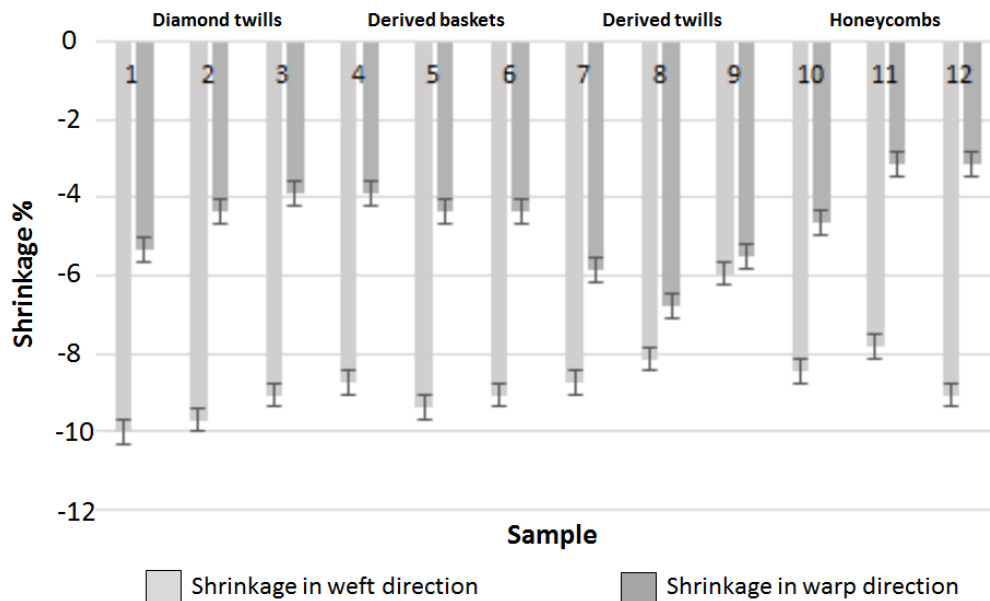 Diamond twills Derived baskets Derived twills Honeycombs
0
1 2 3 4 5 6 7 8 9 10 11 12
-2
-4
-6
-8
-10
-12
Shrinkage %
Sample
Shrinkage in weft direction Shrinkage in warp direction